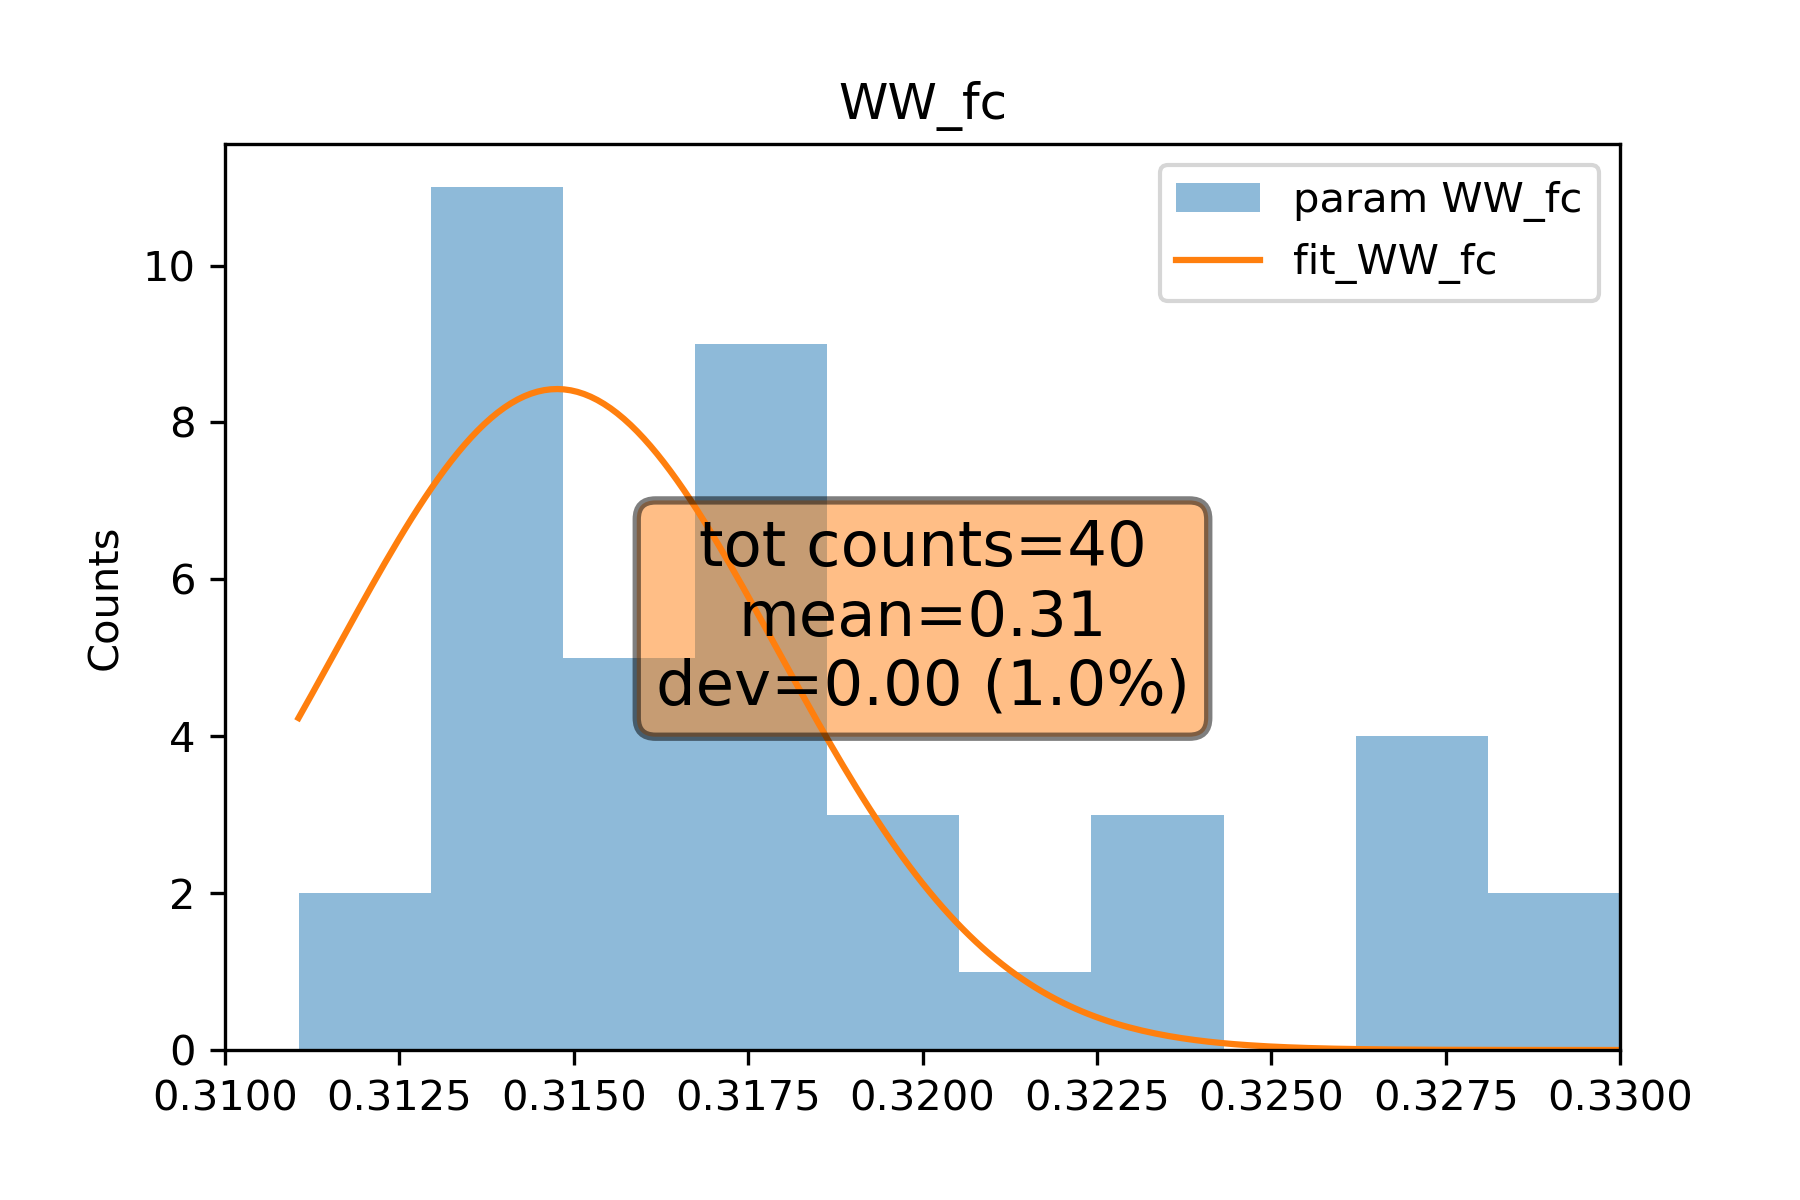 WW_fc
param WW_fc
fit_WW_fc
Counts
10
8
6
4
2
0
tot counts=40
mean=0.31
dev=0.00 (1.0%)
0.3100 0.3125 0.3150 0.3175 0.3200 0.3225 0.3250 0.3275 0.3300